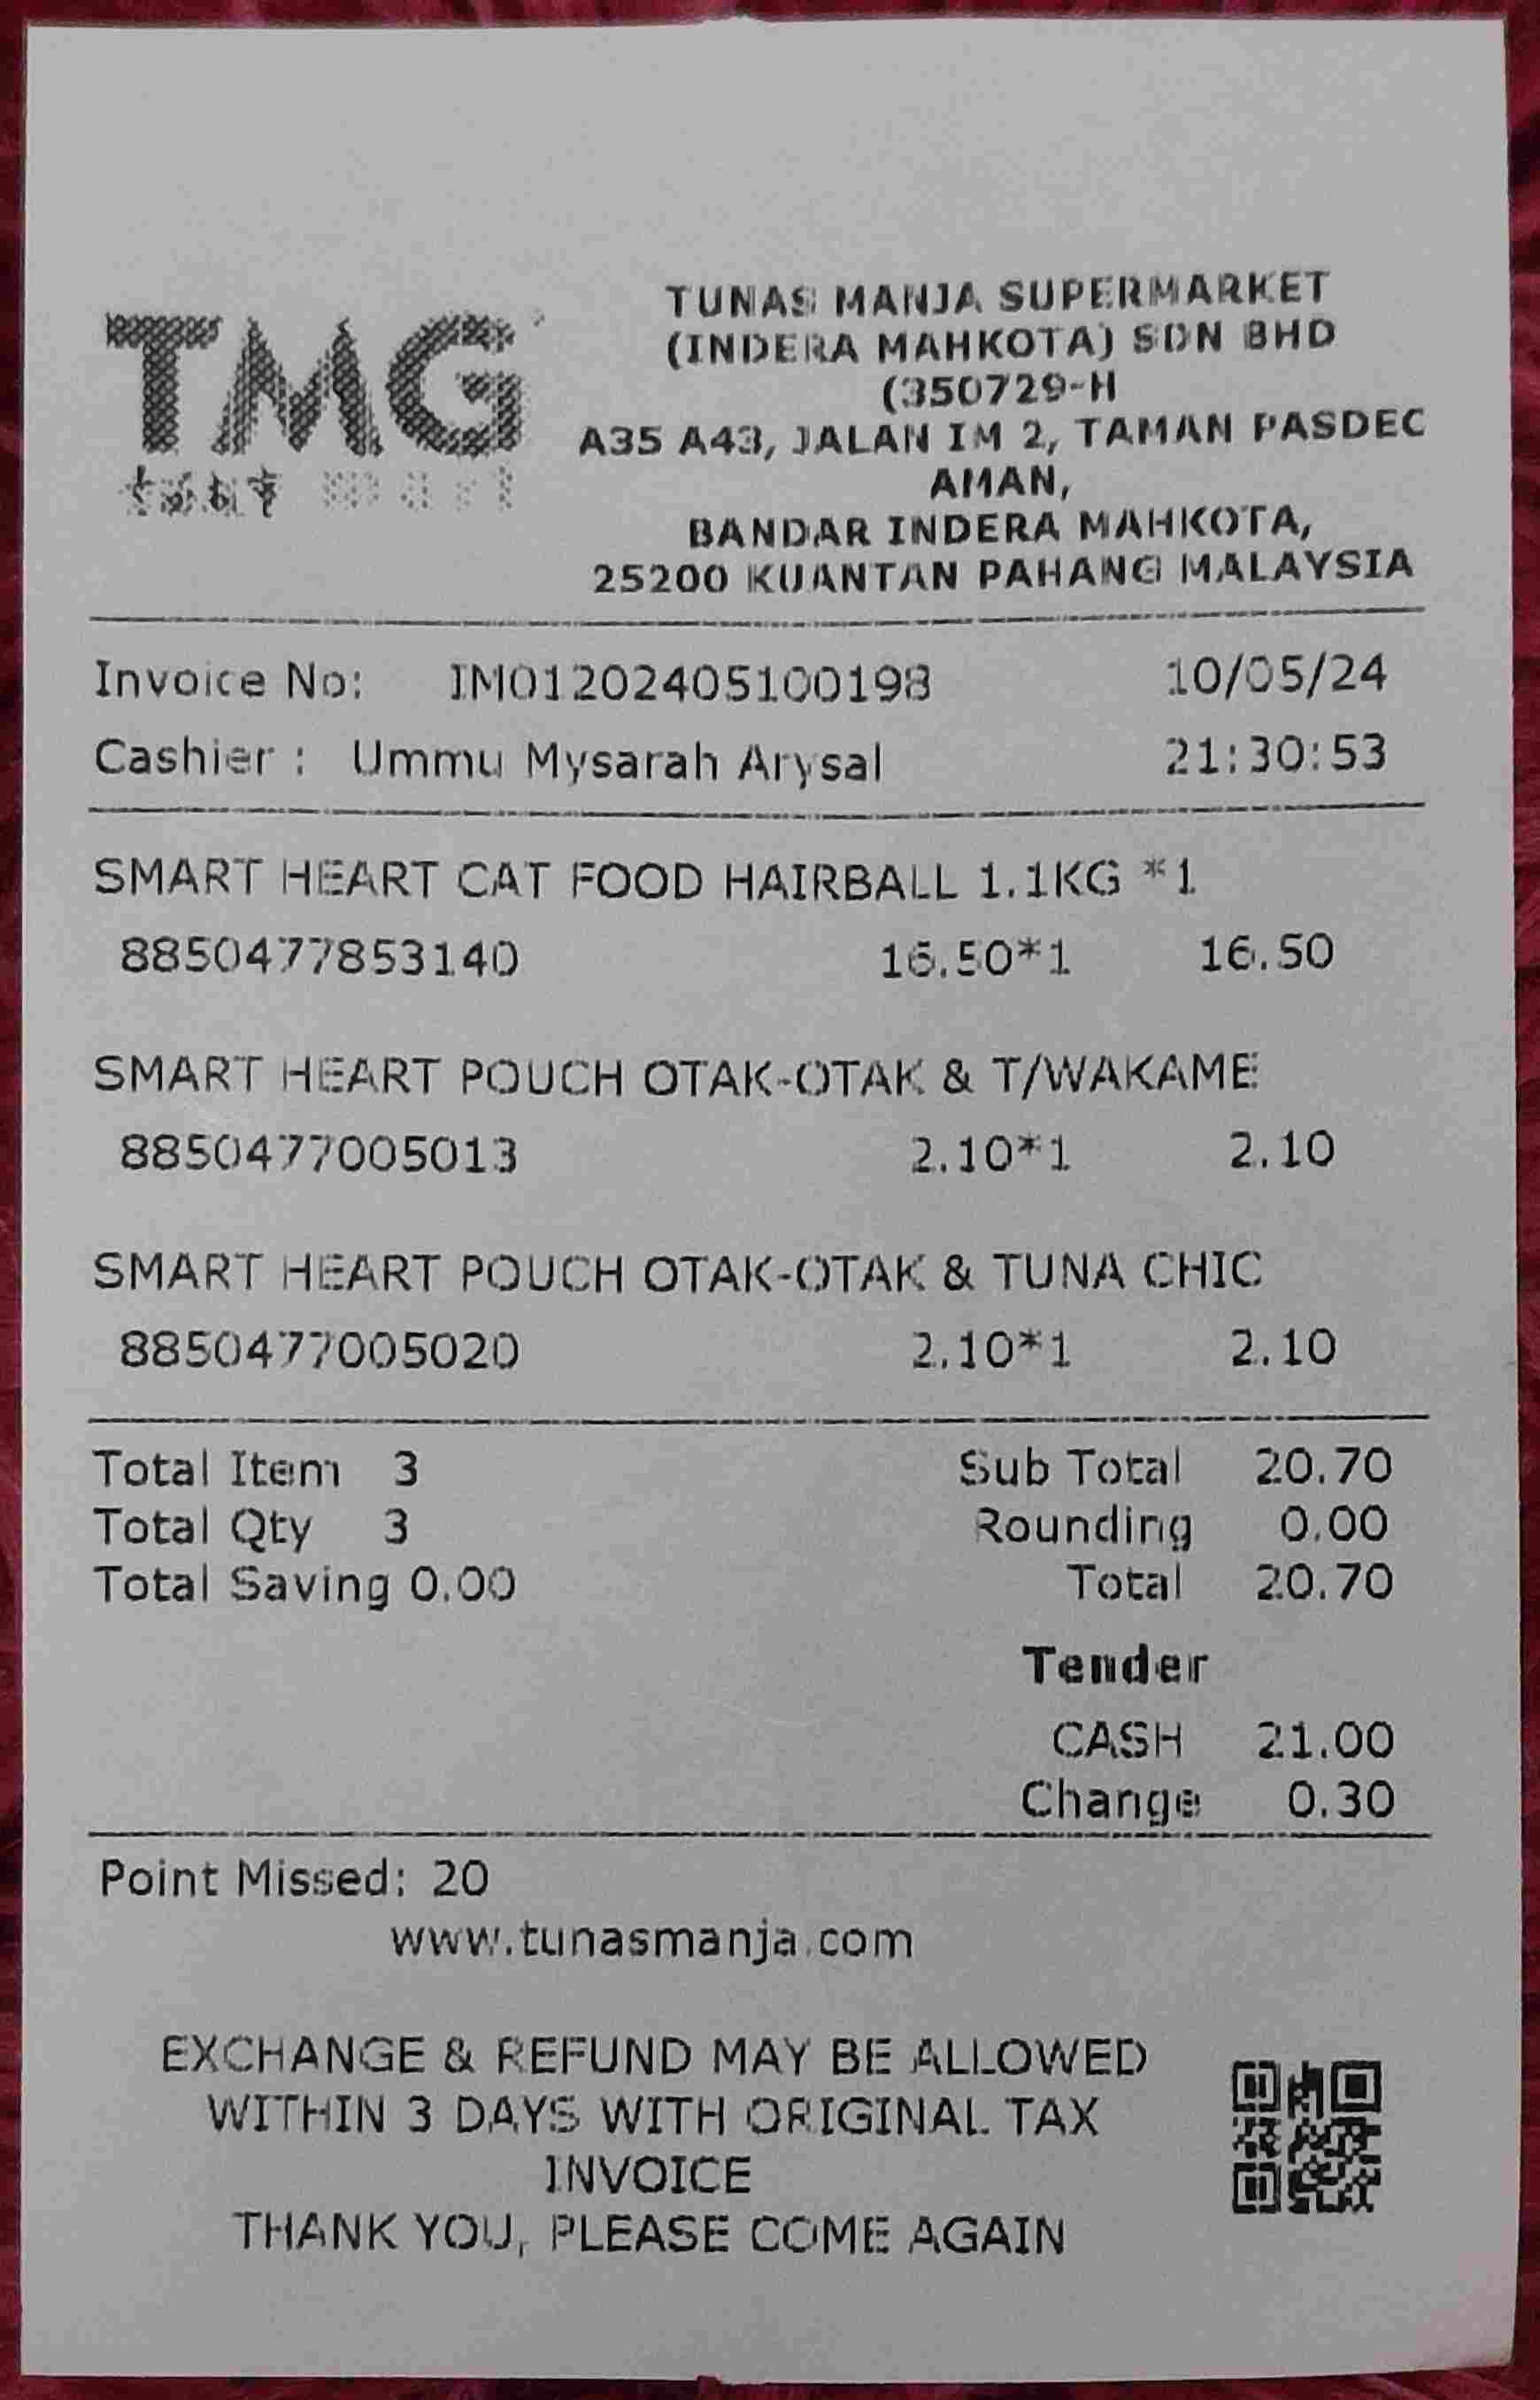 TMG
TUNAS MANJA SUPERMARKET
(INDERA MAHKOTA) SDN BHD
(350729-H
A35 A43, JALAN IM 2, TAMAN PASDEC
AMAN,
BANDAR INDERA MAHKOTA,
25200 KUANTAN PAHANG MALAYSIA
Invoice No: IM01202405100198 10/05/24
Cashier : Ummu Mysarah Arysal 21:30:53
SMART HEART CAT FOOD HAIRBALL 1.1KG *1
8850477853140 16.50*1 16.50
SMART HEART POUCH OTAK-OTAK & T/WAKAME
8850477005013 2.10*1 2.10
SMART HEART POUCH OTAK-OTAK & TUNA CHIC
8850477005020 2.10*1 2.10
Total Item 3 Sub Total 20.70
Total Qty 3 Rounding 0.00
Total Saving 0.00 Total 20.70
Tender
CASH 21.00
Change 0.30
Point Missed: 20
www.tunasmanja.com
EXCHANGE & REFUND MAY BE ALLOWED
WITHIN 3 DAYS WITH ORIGINAL TAX
INVOICE
THANK YOU, PLEASE COME AGAIN